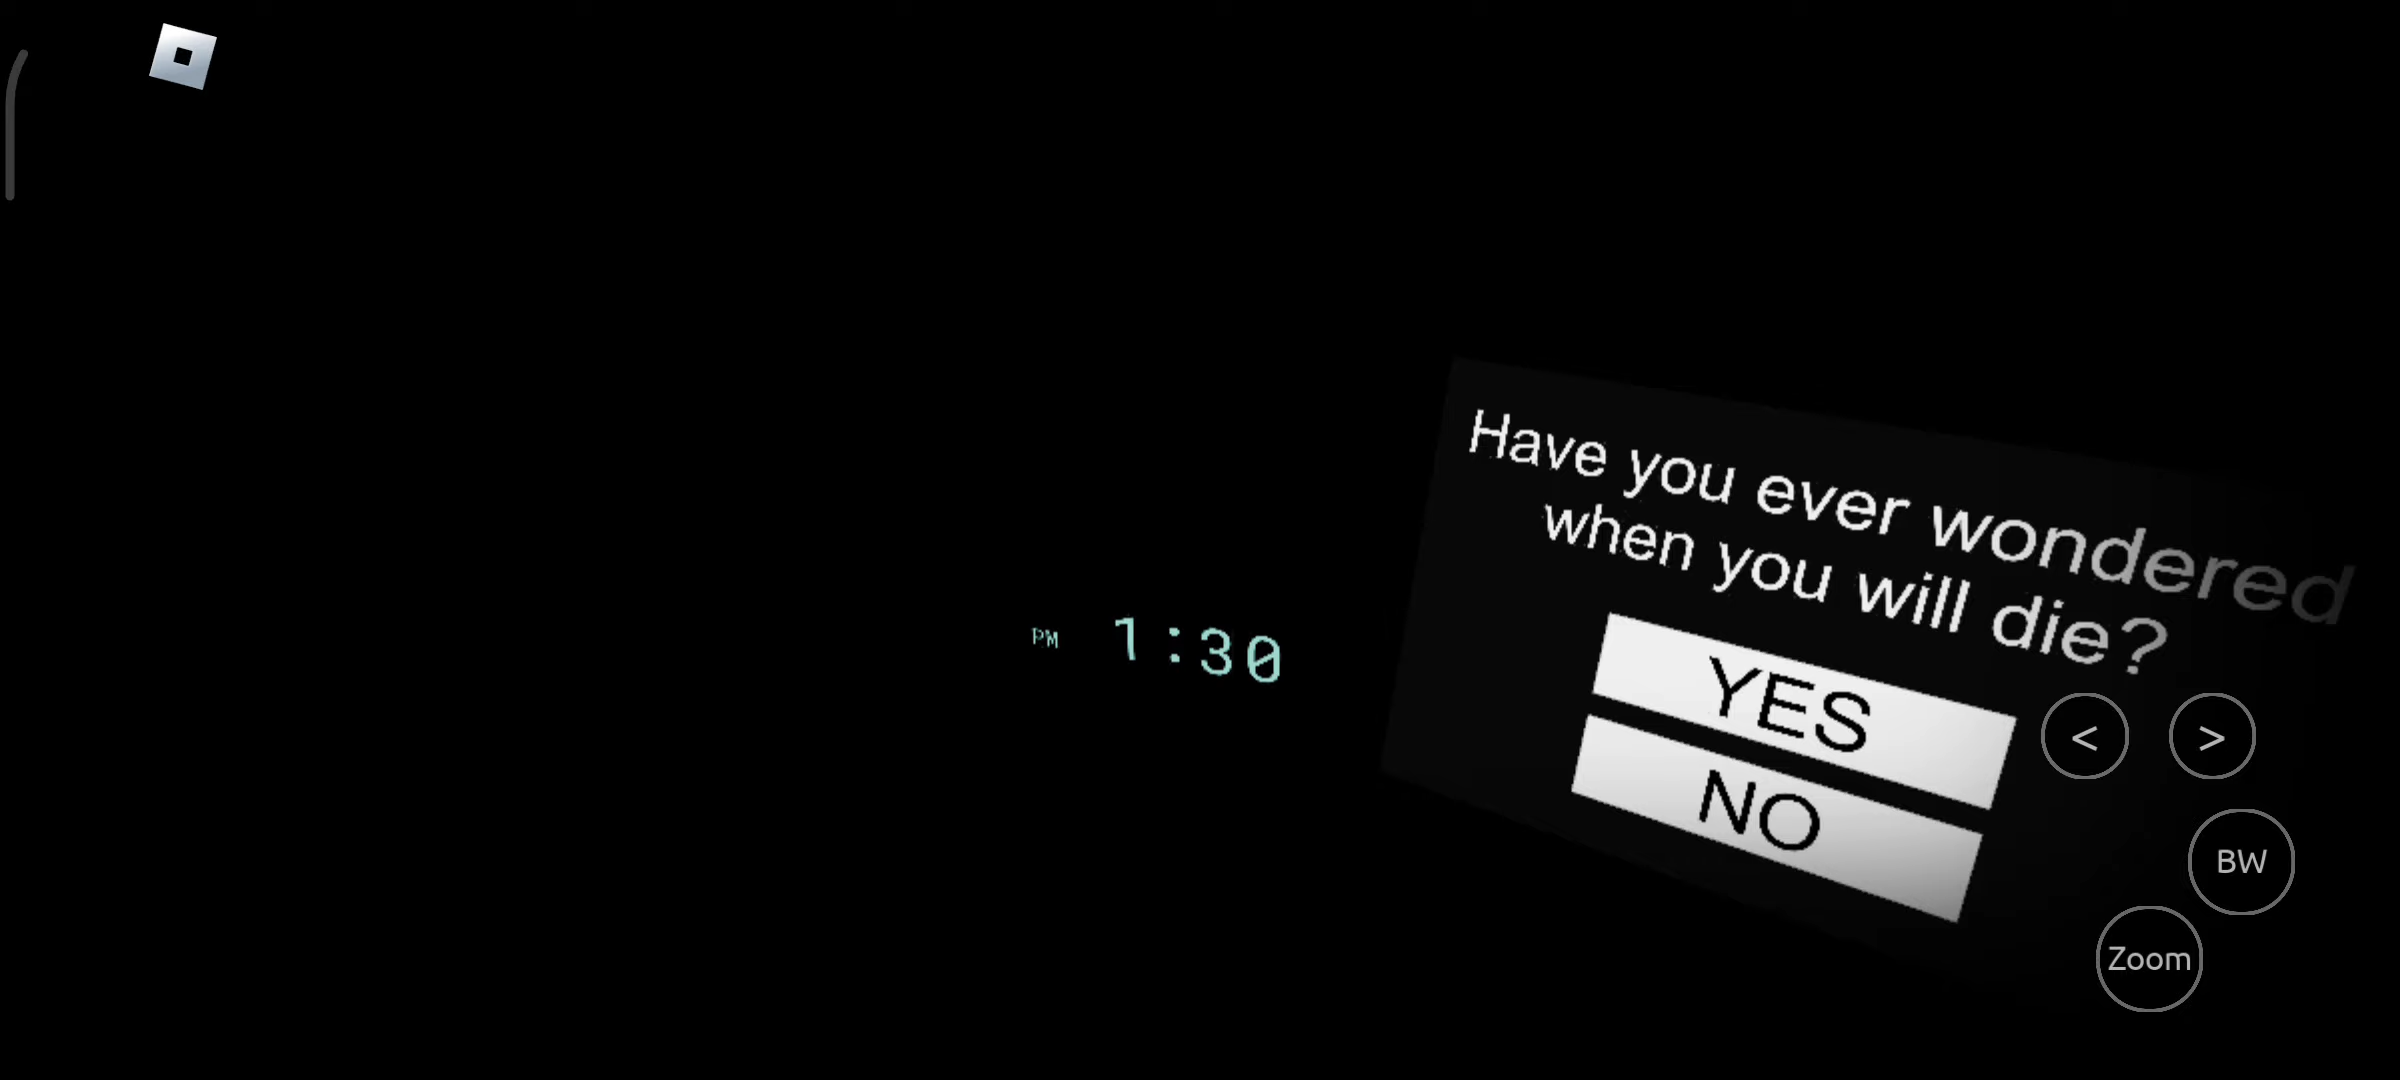 Have you ever wondered
when you will die?
PM 1:30
YES
NO
< >
BW
Zoom